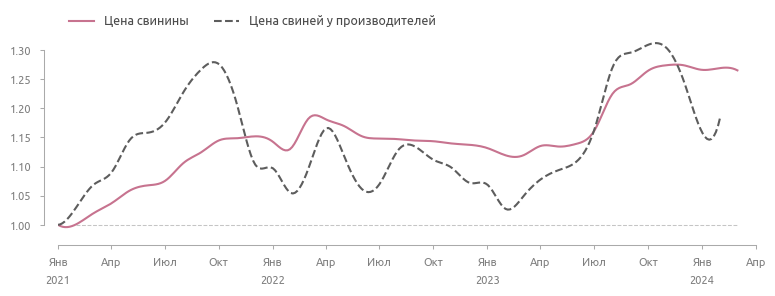 Цена свинины
Цена свиней у производителей
1.30
1.25
1.20
1.15
1.10
1.05
1.00
Янв Апр Июл Окт Янв Апр Июл Окт Янв Апр Июл Окт Янв Апр
2021 2022 2023 2024